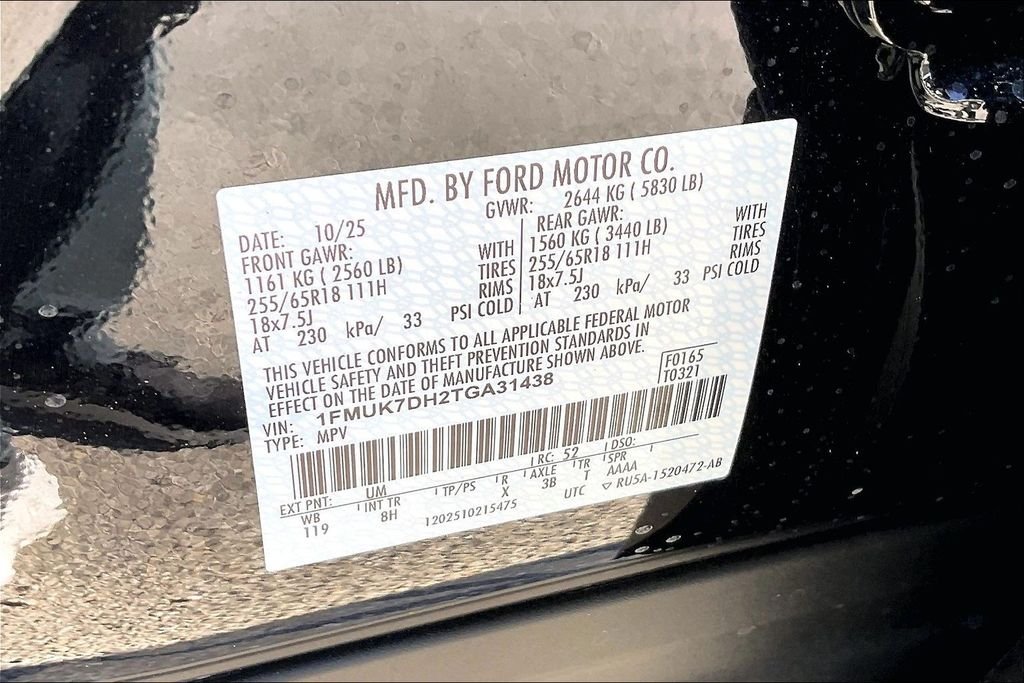 MFD. BY FORD MOTOR CO.
DATE: 10/25 GVWR: 2644 KG ( 5830 LB)
FRONT GAWR: REAR GAWR:
1161 KG ( 2560 LB) WITH 1560 KG ( 3440 LB) WITH
255/65R18 111H TIRES 255/65R18 111H TIRES
18x7.5J RIMS 18x7.5J RIMS
AT 230 kPa/ 33 PSI COLD AT 230 kPa/ 33 PSI COLD
THIS VEHICLE CONFORMS TO ALL APPLICABLE FEDERAL MOTOR
VEHICLE SAFETY AND THEFT PREVENTION STANDARDS IN
EFFECT ON THE DATE OF MANUFACTURE SHOWN ABOVE.
VIN: 1FMUK7DH2TGA31438 F0165
TYPE: MPV T0321
EXT PNT: UM RC: 52 DSO:
WB INT TR TP/PS R AXLE TR SPR
119 8H X 3B T AAAA
1202510215475 UTC ▽ RU5A-1520472-AB